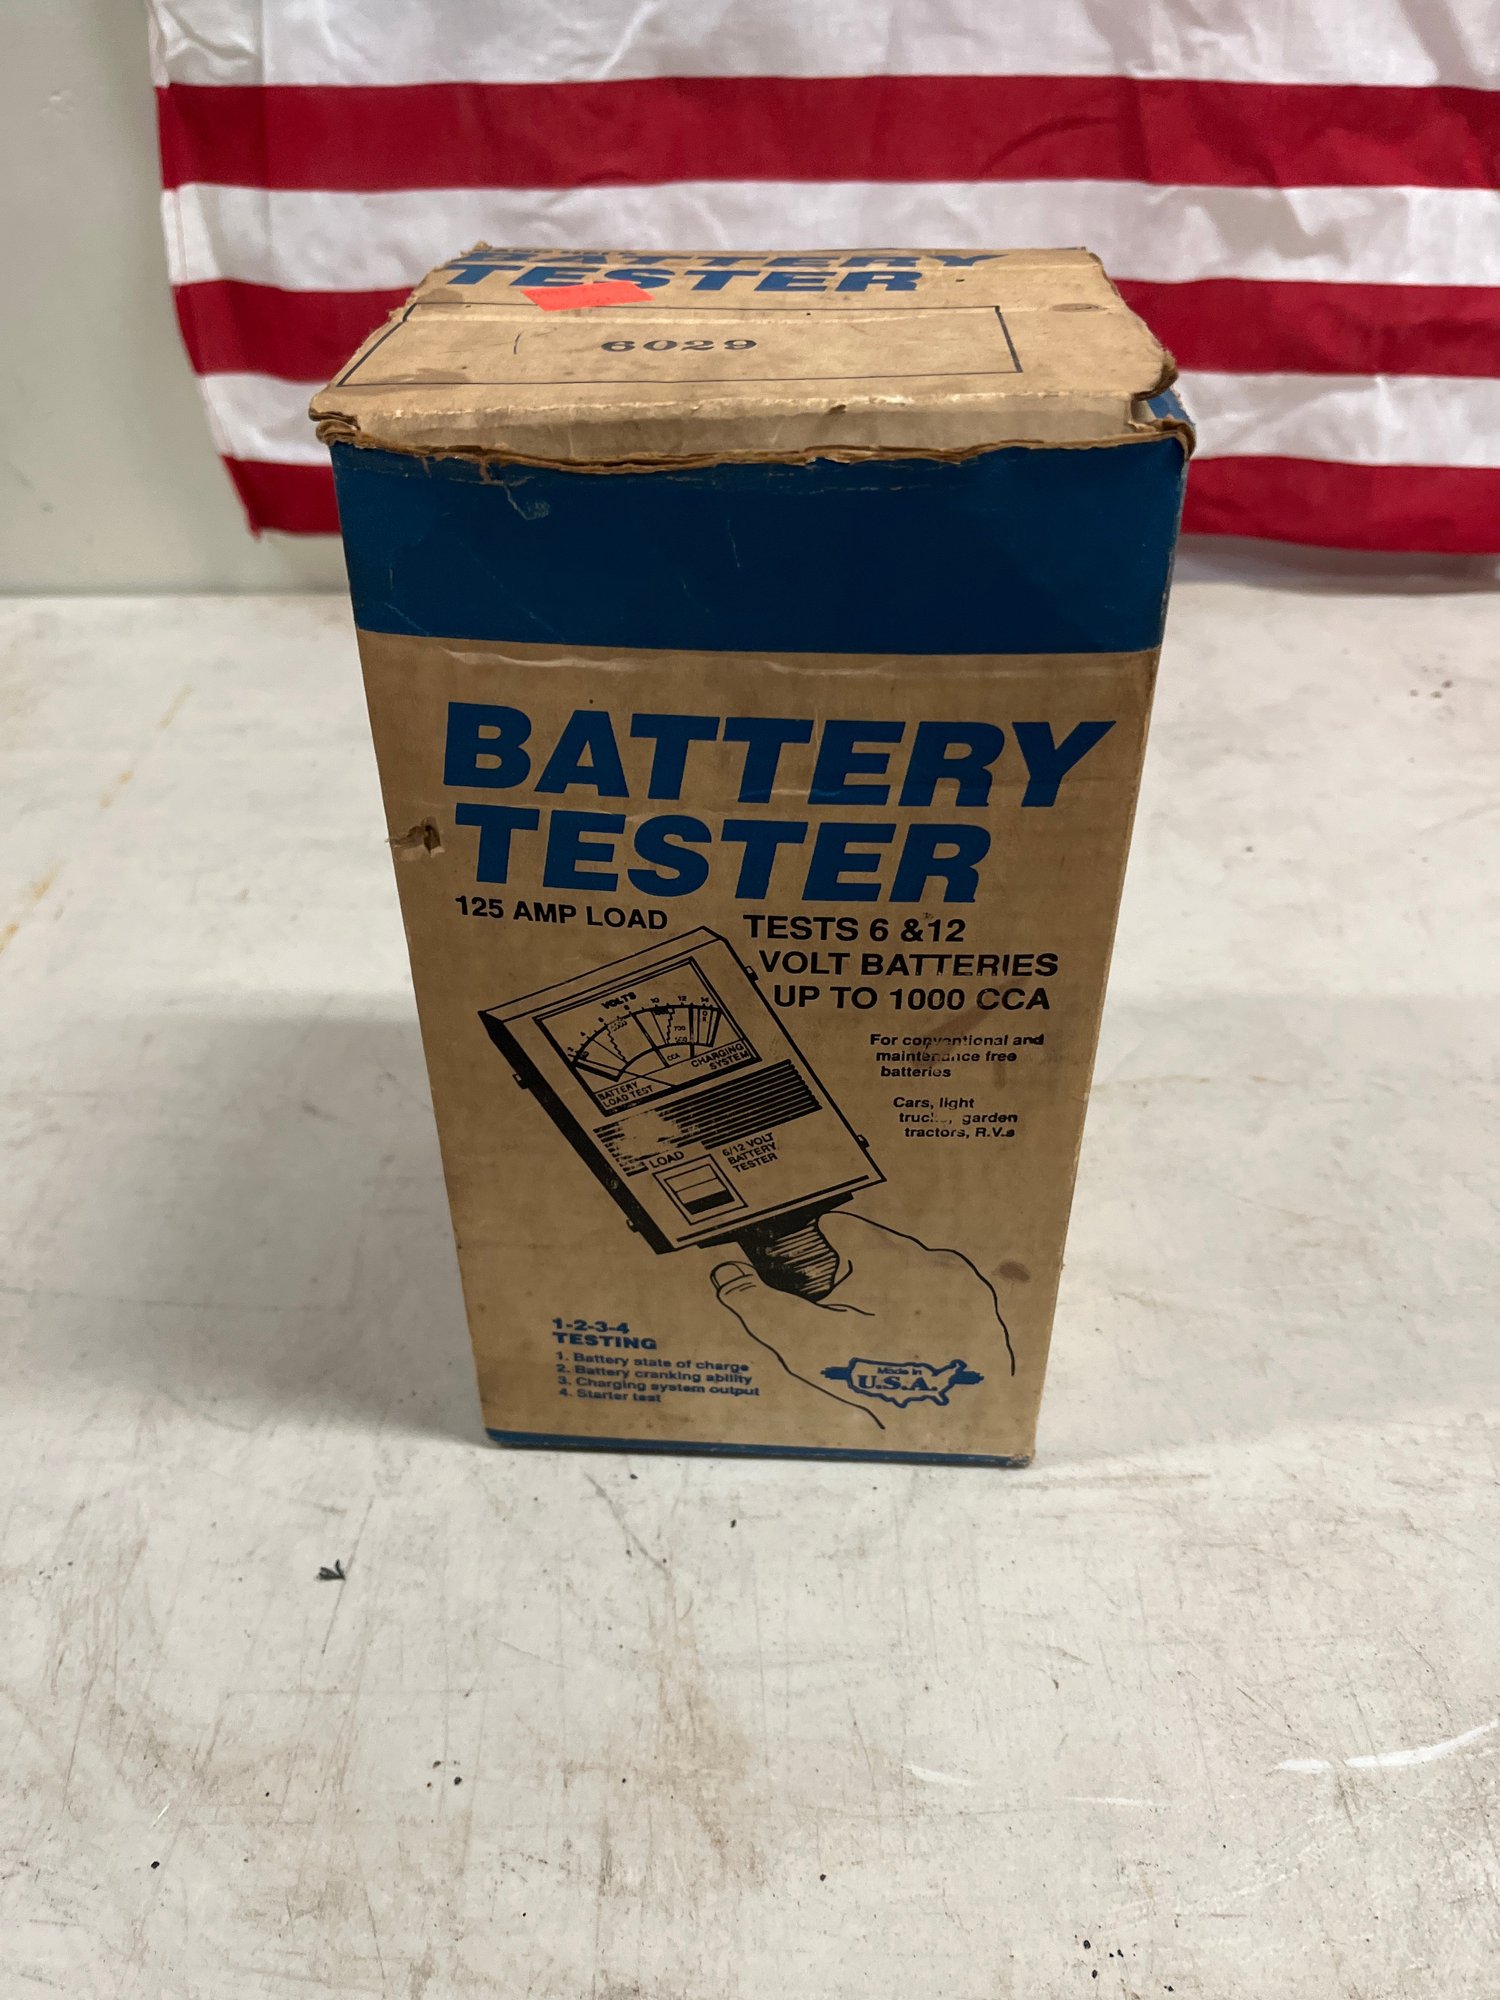 BATTERY
TESTER
6029
BATTERY
TESTER
125 AMP LOAD
TESTS 6 &12
VOLT BATTERIES
UP TO 1000 CCA
For conventional and
maintenance free
batteries
Cars, light
garden
tractors, R.V.s
VOLTS
BATTERY
LOAD TEST
CCA
CHARGING
SYSTEM
LOAD
6/12 VOLT
BATTERY
TESTER
1-2-3-4
TESTING
1. Battery state of charge
2. Battery cranking ability
3. Charging system output
4. Starter test
Made in
U.S.A.